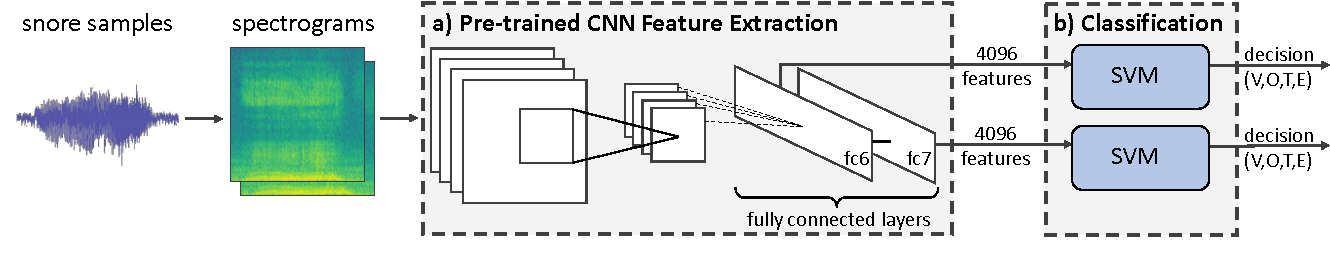 snore samples
spectrograms
a) Pre-trained CNN Feature Extraction
fc6
fc7
fully connected layers
4096
features
4096
features
b) Classification
SVM
SVM
decision
(V,O,T,E)
decision
(V,O,T,E)